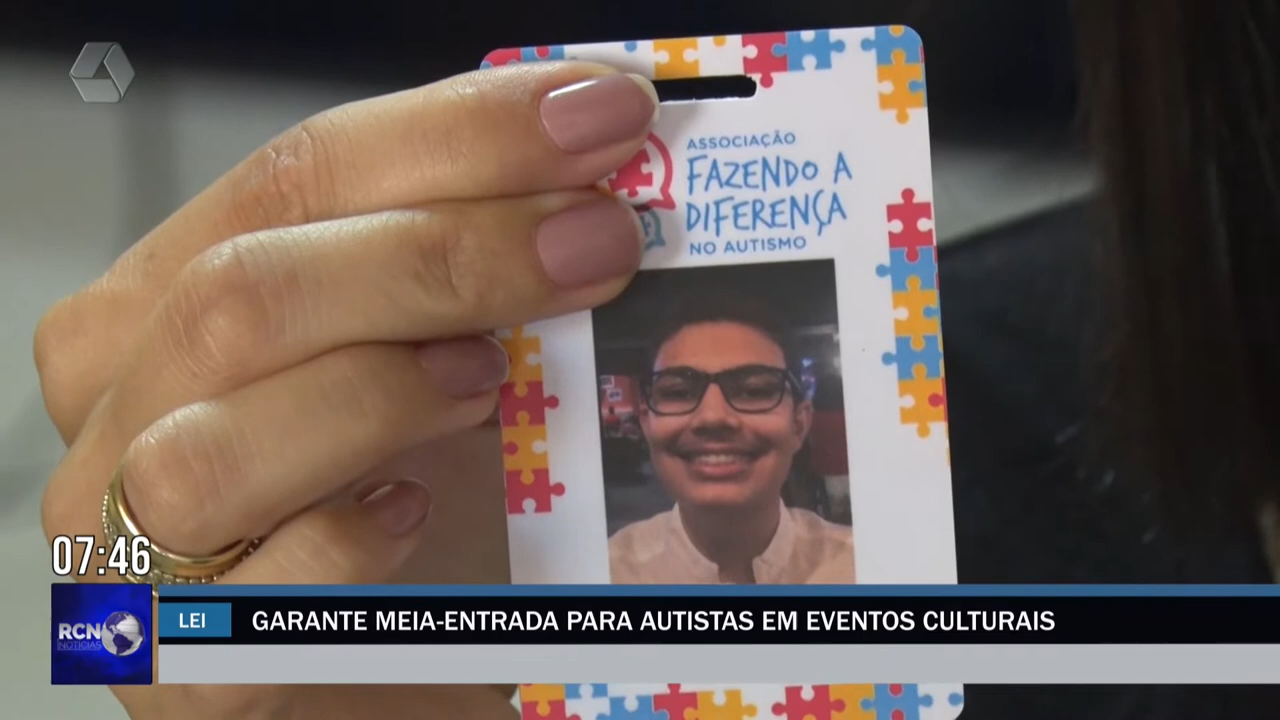 ASSOCIAÇÃO
FAZENDO A
DIFERENÇA
NO AUTISMO
07:46
RCN
NOTÍCIAS
LEI
GARANTE MEIA-ENTRADA PARA AUTISTAS EM EVENTOS CULTURAIS